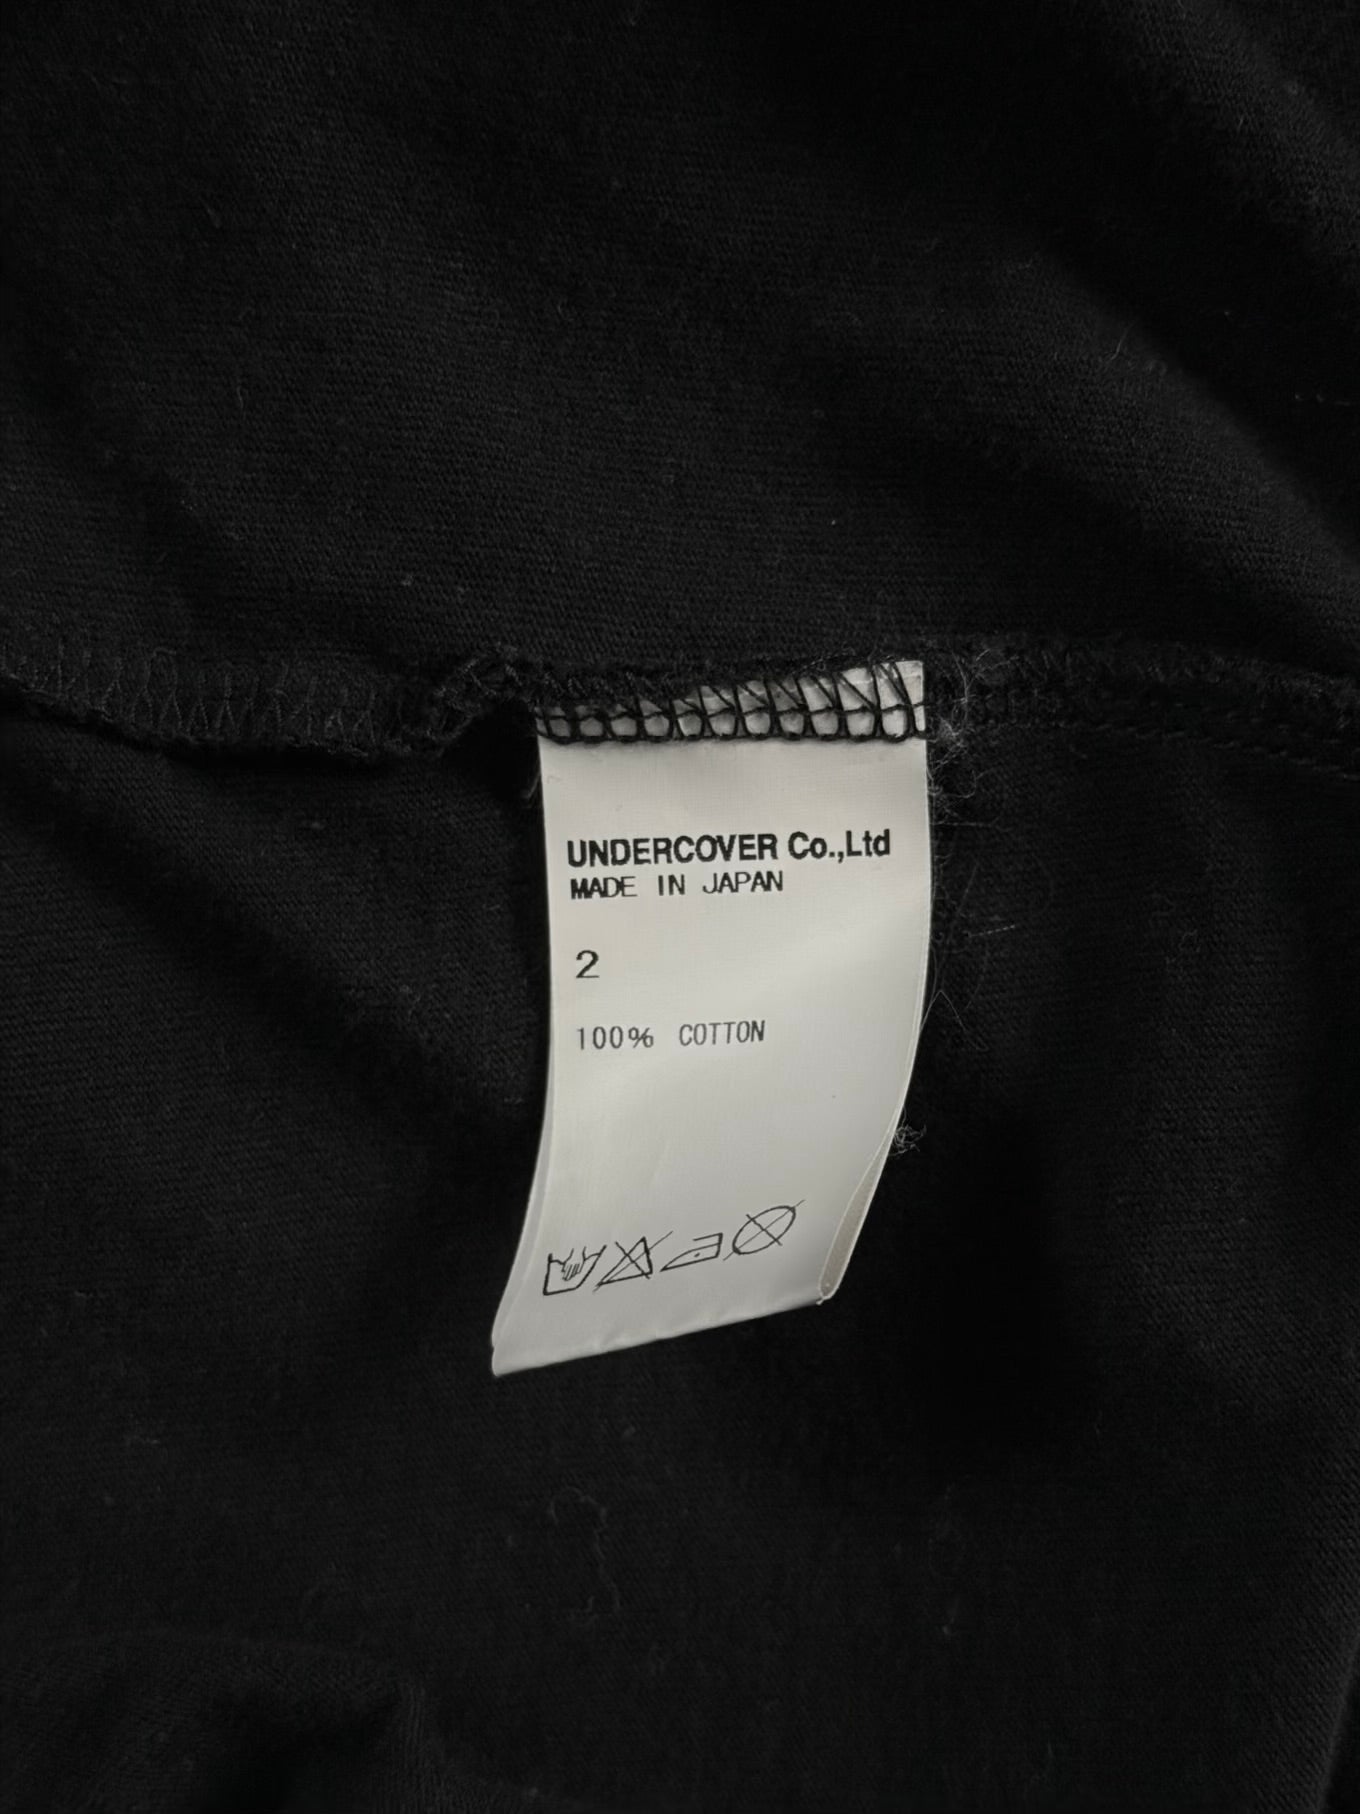 UNDERCOVER Co.,Ltd
MADE IN JAPAN
2
100% COTTON